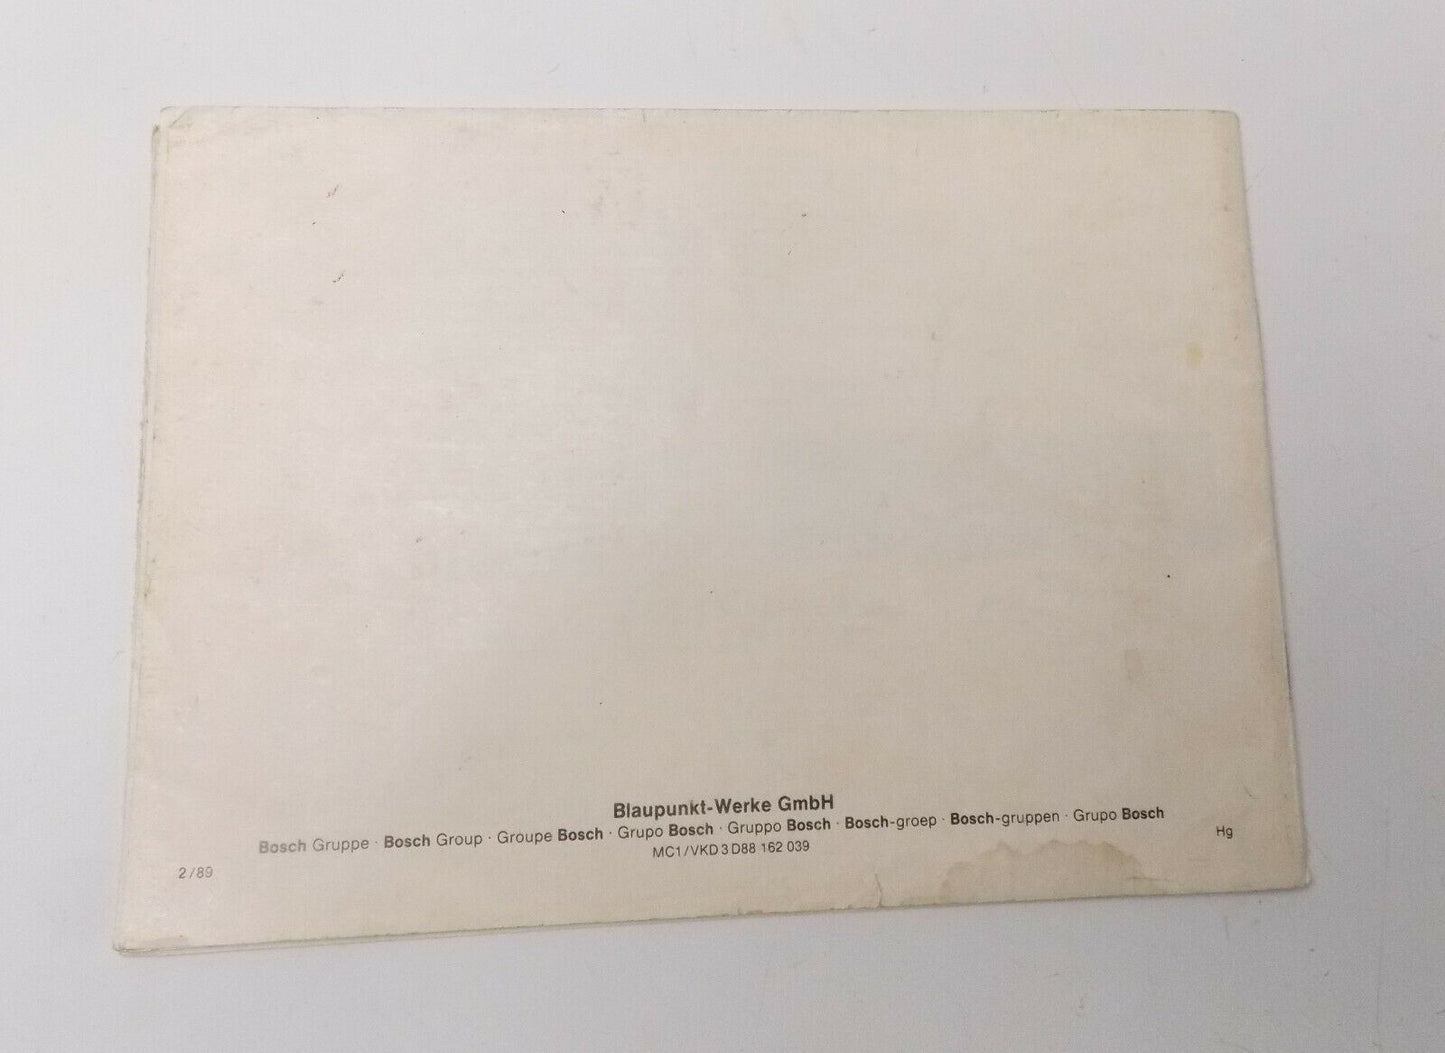 Blaupunkt-Werke GmbH
Bosch Gruppe · Bosch Group · Groupe Bosch · Grupo Bosch · Gruppo Bosch · Bosch-groep · Bosch-gruppen · Grupo Bosch
MC1/VKD 3 D88 162 039
2/89
Hg